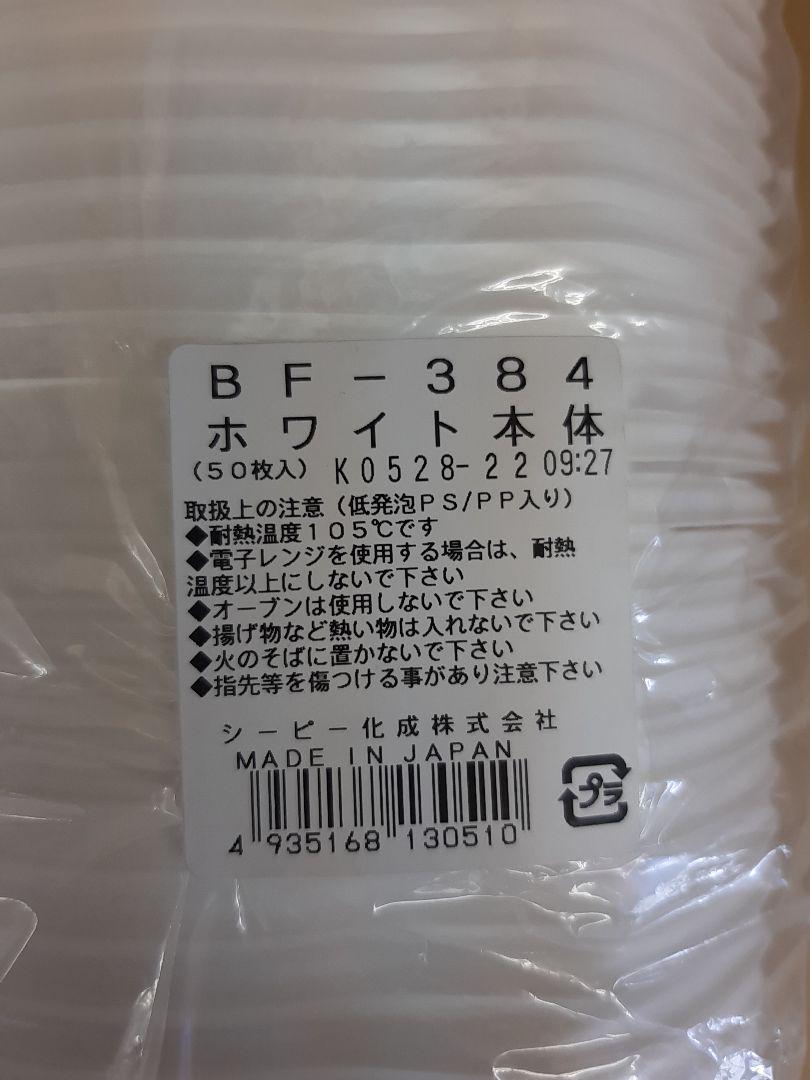 ＢＦ－３８４
ホワイト本体
（５０枚入） K0528-22 09:27
取扱上の注意（低発泡ＰＳ/ＰＰ入り）
◆耐熱温度１０５℃です
◆電子レンジを使用する場合は、耐熱
温度以上にしないで下さい
◆オーブンは使用しないで下さい
◆揚げ物など熱い物は入れないで下さい
◆火のそばに置かないで下さい
◆指先等を傷つける事があり注意下さい
シーピー化成株式会社
MADE IN JAPAN
プラ
4 935168 130510